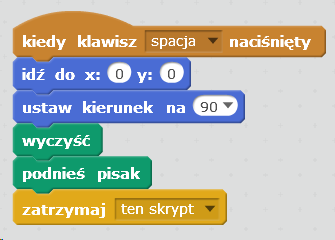 kiedy klawisz spacja naciśnięty
idź do x: 0 y: 0
ustaw kierunek na 90
wyczyść
podnieś pisak
zatrzymaj ten skrypt